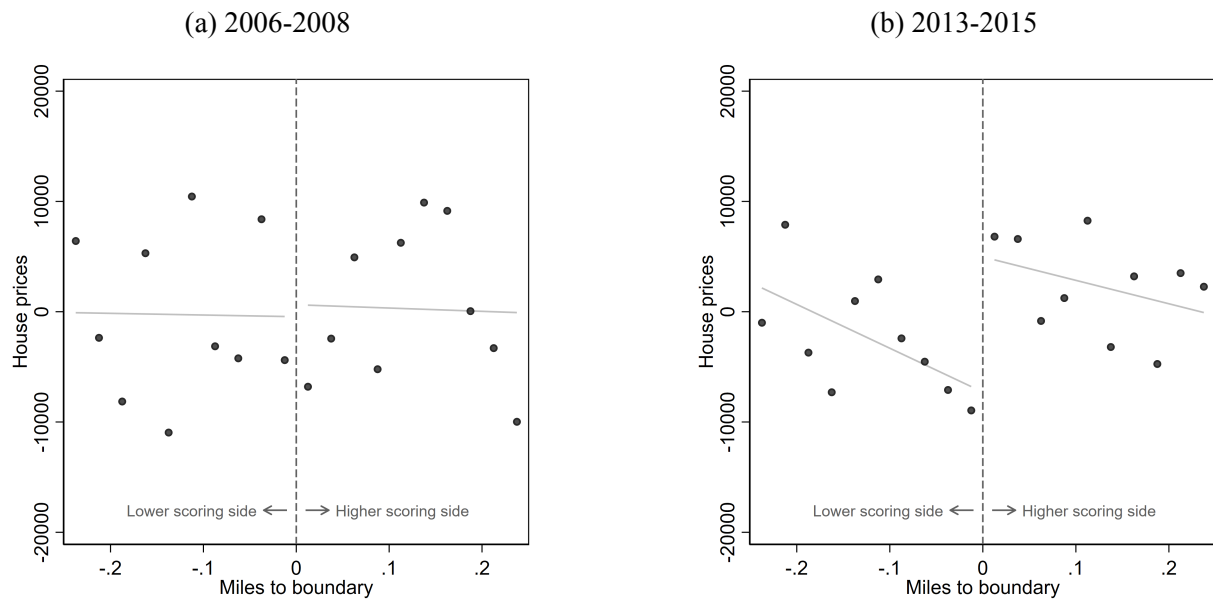 (a) 2006-2008
20000
10000
0
-10000
-20000
House prices
Lower scoring side ← → Higher scoring side
-.2 -.1 0 .1 .2
Miles to boundary
(b) 2013-2015
20000
10000
0
-10000
-20000
House prices
Lower scoring side ← → Higher scoring side
-.2 -.1 0 .1 .2
Miles to boundary